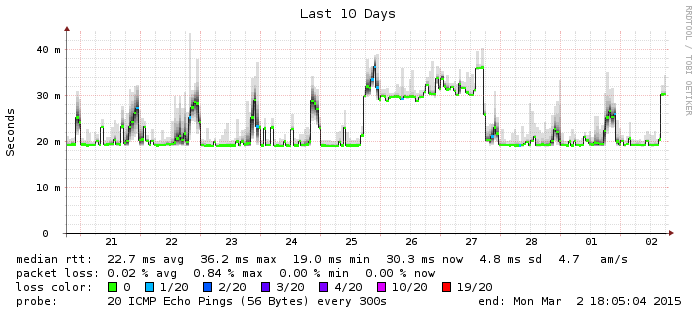 Last 10 Days
RRDTOOL / TOBI OETIKER
Seconds
40 m
30 m
20 m
10 m
0
21 22 23 24 25 26 27 28 01 02
median rtt: 22.7 ms avg 36.2 ms max 19.0 ms min 30.3 ms now 4.8 ms sd 4.7 am/s
packet loss: 0.02 % avg 0.84 % max 0.00 % min 0.00 % now
loss color: 0 1/20 2/20 3/20 4/20 10/20 19/20
probe: 20 ICMP Echo Pings (56 Bytes) every 300s end: Mon Mar 2 18:05:04 2015